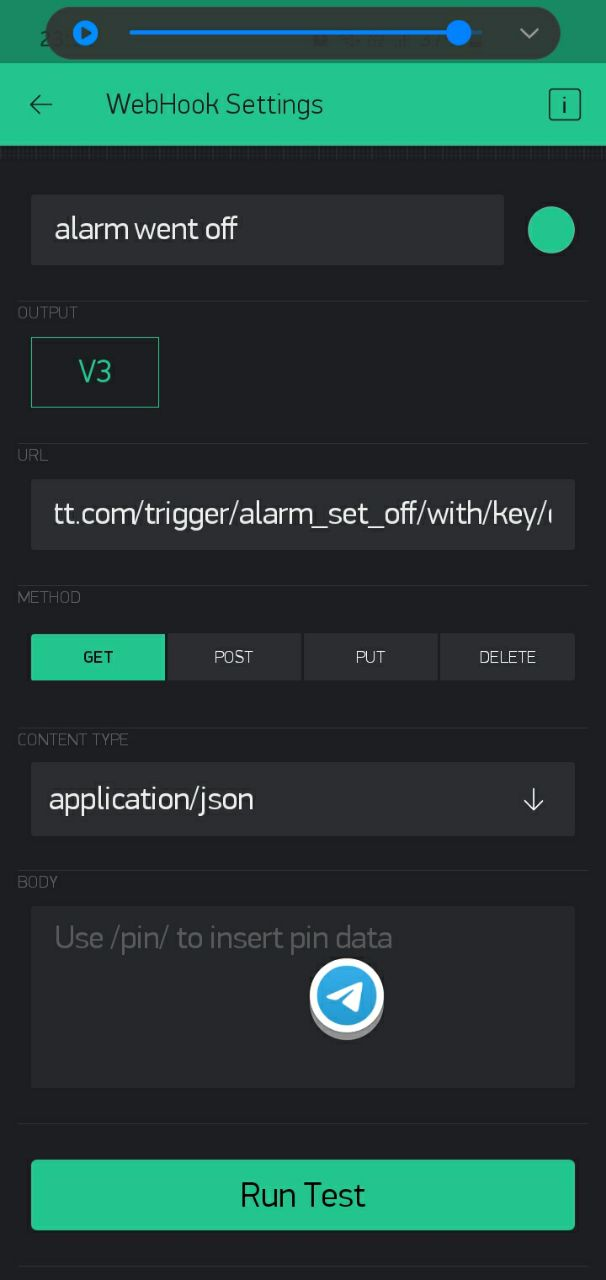 WebHook Settings
i
alarm went off
OUTPUT
V3
URL
tt.com/trigger/alarm_set_off/with/key/
METHOD
GET POST PUT DELETE
CONTENT TYPE
application/json
BODY
Use /pin/ to insert pin data
Run Test